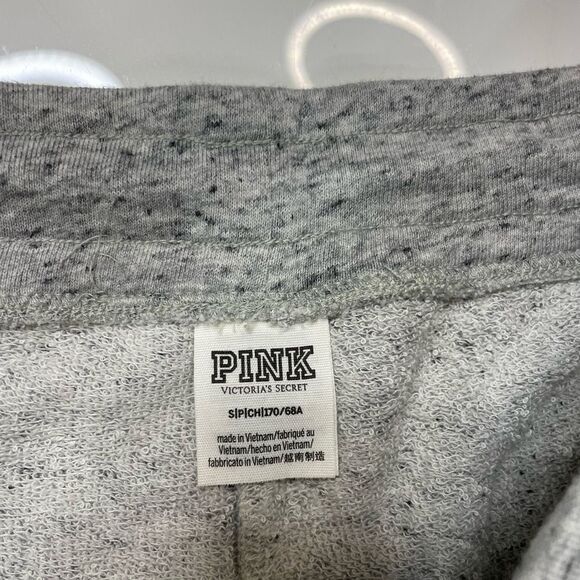 PINK
VICTORIA'S SECRET
S|P|CH|170/68A
made in Vietnam/fabriqué au
Vietnam/hecho en Vietnam/
fabbricato in Vietnam/越南制造